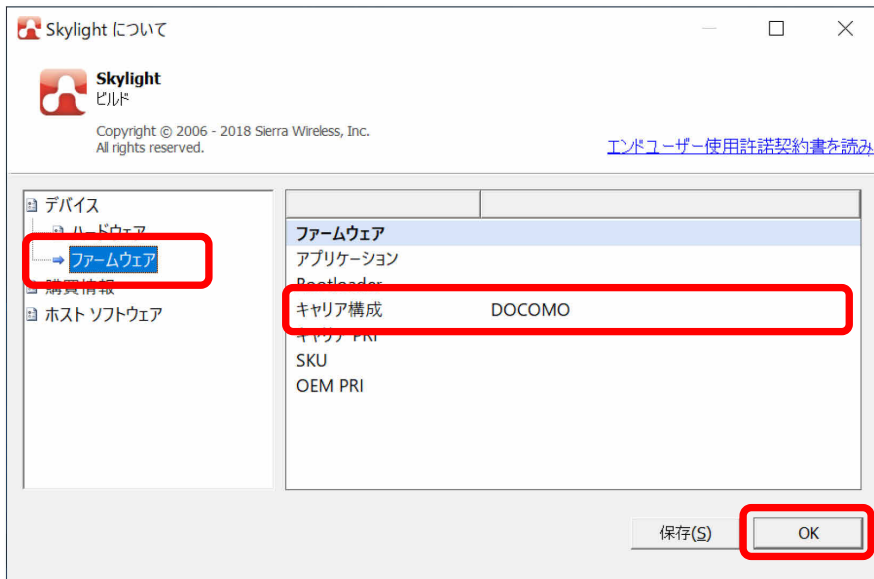 Skylight について
Skylight
ビルド
Copyright © 2006 - 2018 Sierra Wireless, Inc.
All rights reserved.
エンドユーザー使用許諾契約書を読み
デバイス
ハードウェア
ファームウェア
購買情報
ホスト ソフトウェア
ファームウェア
アプリケーション
Bootloader
キャリア構成 DOCOMO
キャリア PRI
SKU
OEM PRI
保存(S)
OK